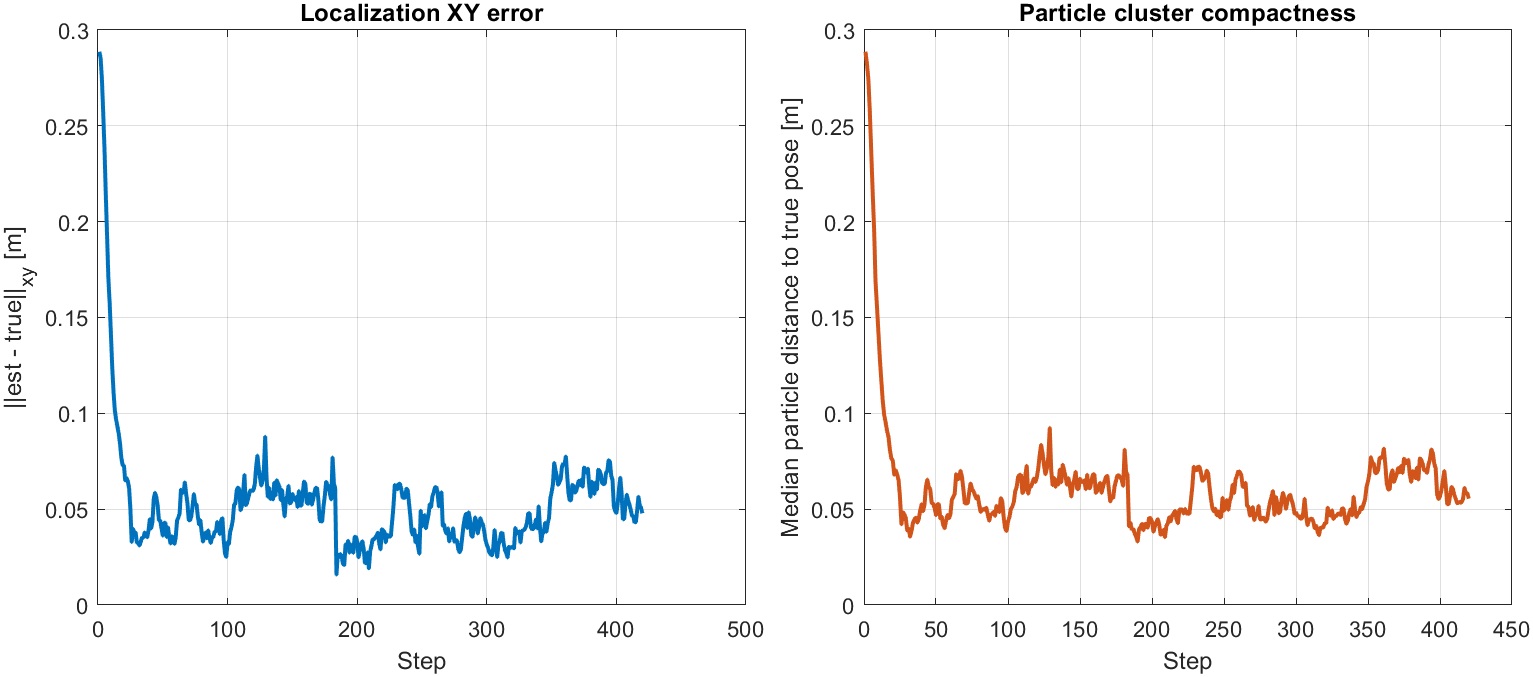 Localization XY error
||est - true||xy [m]
0.3
0.25
0.2
0.15
0.1
0.05
0
0 100 200 300 400 500
Step
Particle cluster compactness
Median particle distance to true pose [m]
0.3
0.25
0.2
0.15
0.1
0.05
0
0 50 100 150 200 250 300 350 400 450
Step